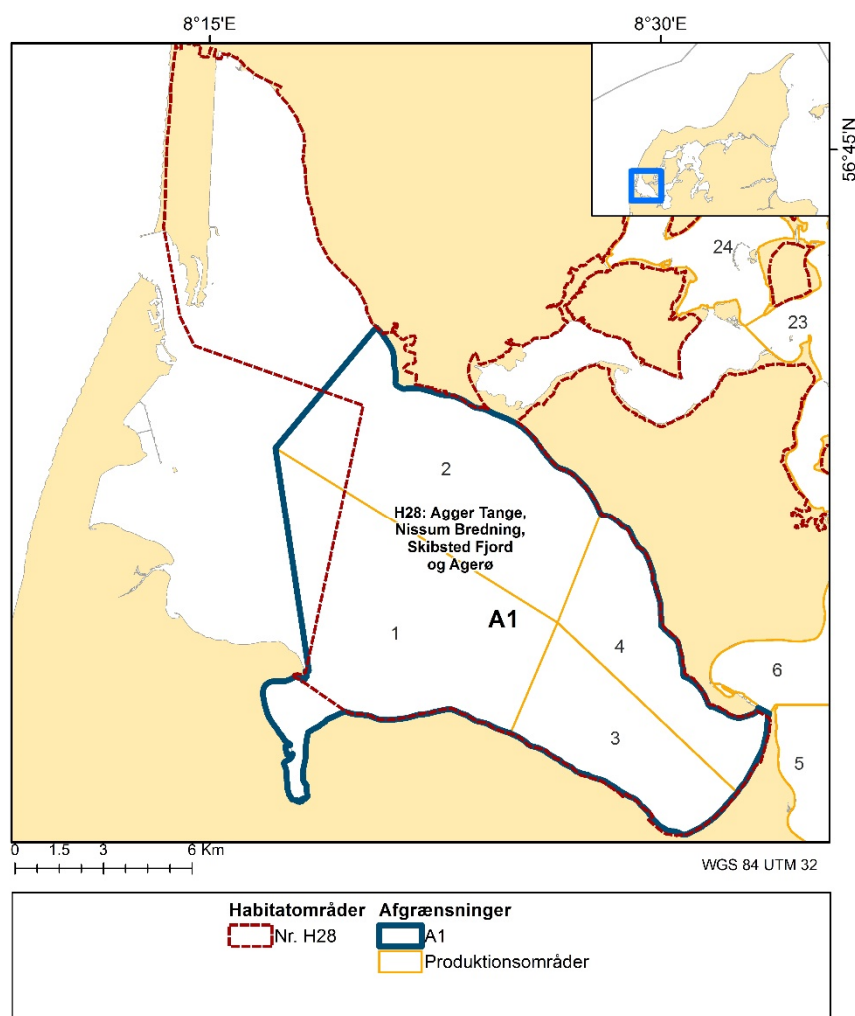 8°15'E
8°30'E
56°45'N
24
23
2
H28: Agger Tange,
Nissum Bredning,
Skibsted Fjord
og Agerø
A1
1
4
6
3
5
0 1.5 3 6 Km
WGS 84 UTM 32
Habitatområder
Afgrænsninger
Nr. H28
A1
Produktionsområder